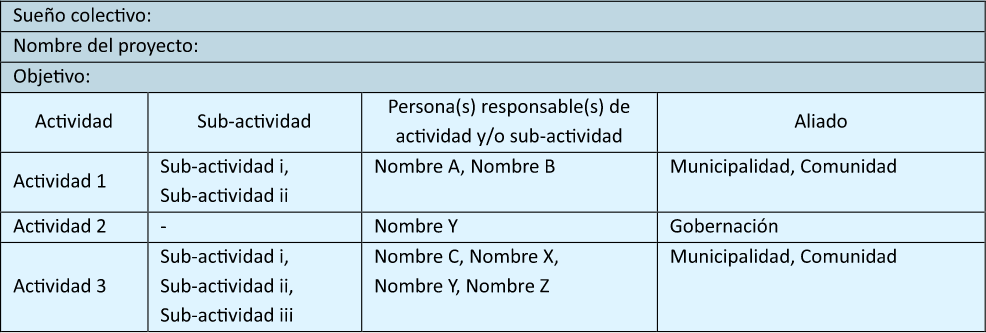 Sueño colectivo:
Nombre del proyecto:
Objetivo:
Actividad
Sub-actividad
Persona(s) responsable(s) de
actividad y/o sub-actividad
Aliado
Actividad 1
Sub-actividad i,
Sub-actividad ii
Nombre A, Nombre B
Municipalidad, Comunidad
Actividad 2
-
Nombre Y
Gobernación
Actividad 3
Sub-actividad i,
Sub-actividad ii,
Sub-actividad iii
Nombre C, Nombre X,
Nombre Y, Nombre Z
Municipalidad, Comunidad